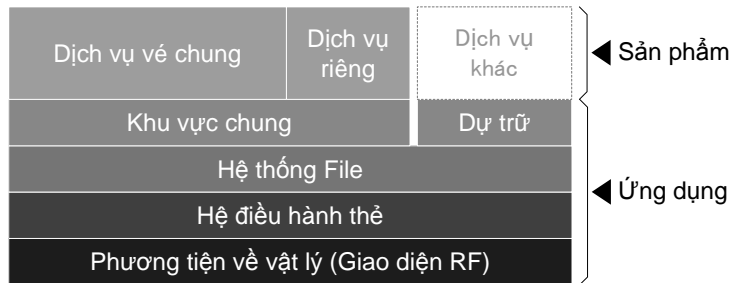 Dịch vụ vé chung
Dịch vụ
riêng
Dịch vụ
khác
Sản phẩm
Khu vực chung
Dự trữ
Hệ thống File
Ứng dụng
Hệ điều hành thẻ
Phương tiện về vật lý (Giao diện RF)